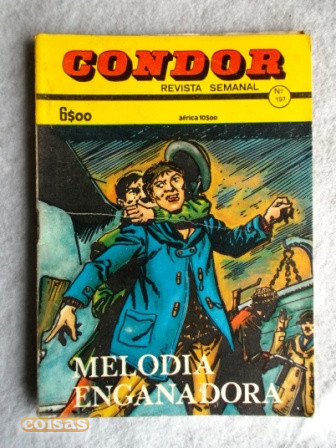 CONDOR
REVISTA SEMANAL
Nº
197
6$00
áfrica 10$00
MELODIA
ENGANADORA
coisas